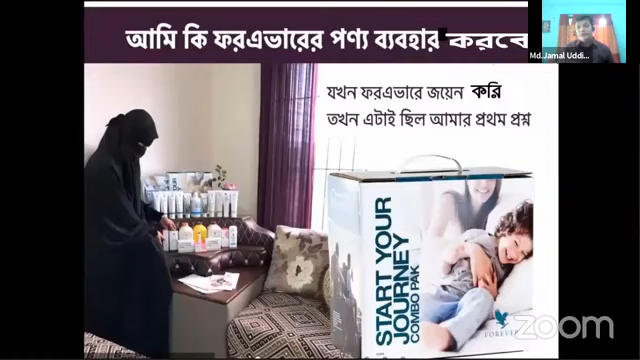 আমি কি ফরএভারের পণ্য ব্যবহার করবো
Md.Jamal Uddi...
যখন ফরএভারে জয়েন করি
তখন এটাই ছিল আমার প্রথম প্রশ্ন
START YOUR
JOURNEY
COMBO PAK
FOREVER
zoom